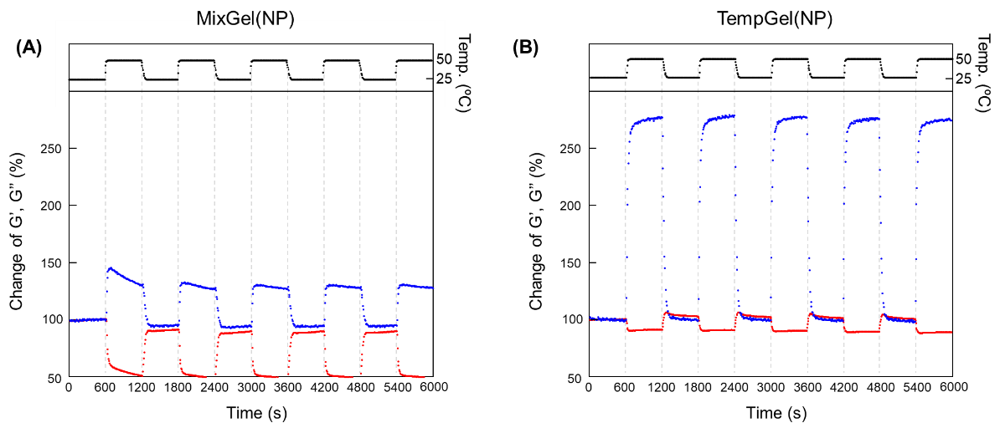 MixGel(NP)
(A)
50
25
Temp. (ºC)
250
200
150
100
50
Change of G’, G” (%)
0 600 1200 1800 2400 3000 3600 4200 4800 5400 6000
Time (s)
TempGel(NP)
(B)
50
25
Temp. (ºC)
250
200
150
100
50
Change of G’, G” (%)
0 600 1200 1800 2400 3000 3600 4200 4800 5400 6000
Time (s)